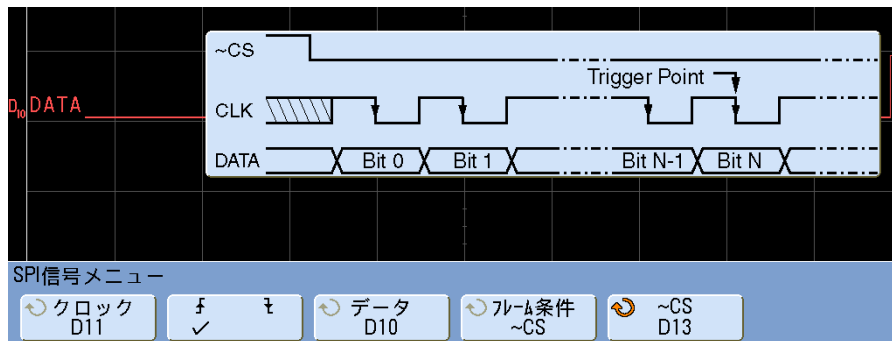 ~CS
Trigger Point
D10 DATA
CLK
DATA Bit 0 Bit 1 Bit N-1 Bit N
SPI信号メニュー
クロック
D11
✓
データ
D10
フレーム条件
~CS
~CS
D13